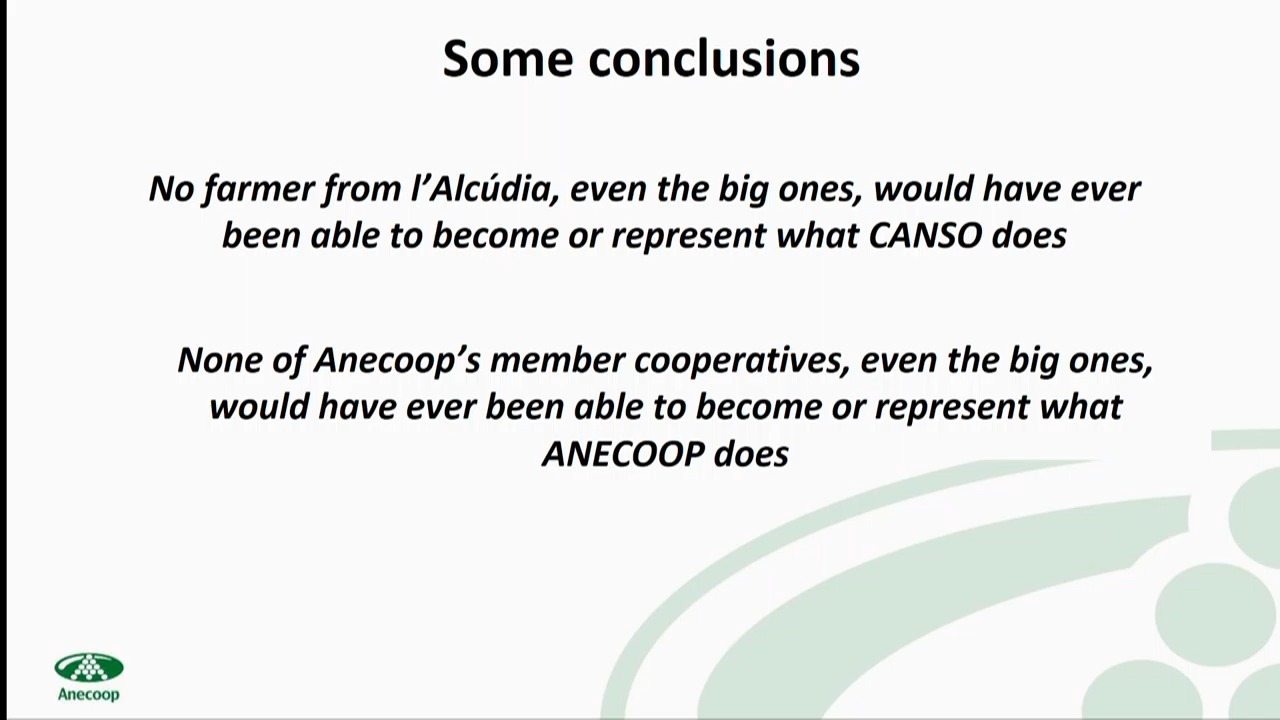 Some conclusions
No farmer from l’Alcúdia, even the big ones, would have ever
been able to become or represent what CANSO does
None of Anecoop’s member cooperatives, even the big ones,
would have ever been able to become or represent what
ANECOOP does
Anecoop